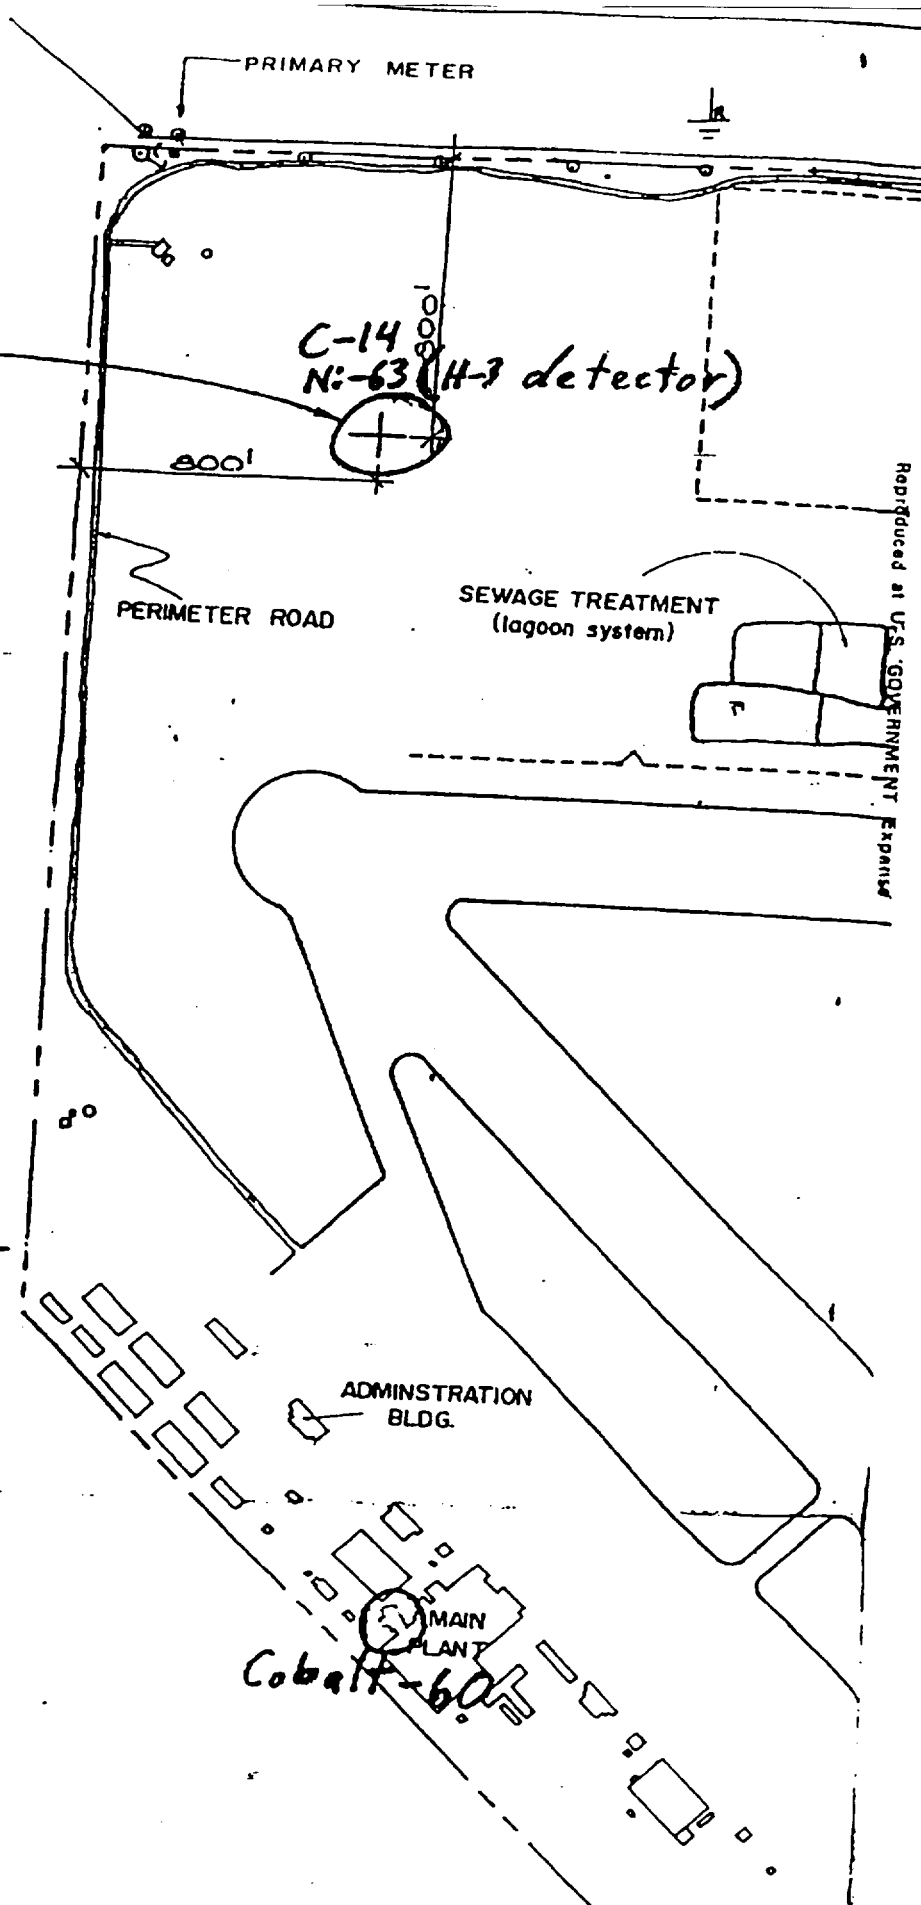 PRIMARY METER
R
800'
C-14
Ni-63 (H-3 detector)
800'
PERIMETER ROAD
SEWAGE TREATMENT
(lagoon system)
Reproduced at U.S. GOVERNMENT Expense
ADMINSTRATION
BLDG.
MAIN
PLANT
Cobalt-60